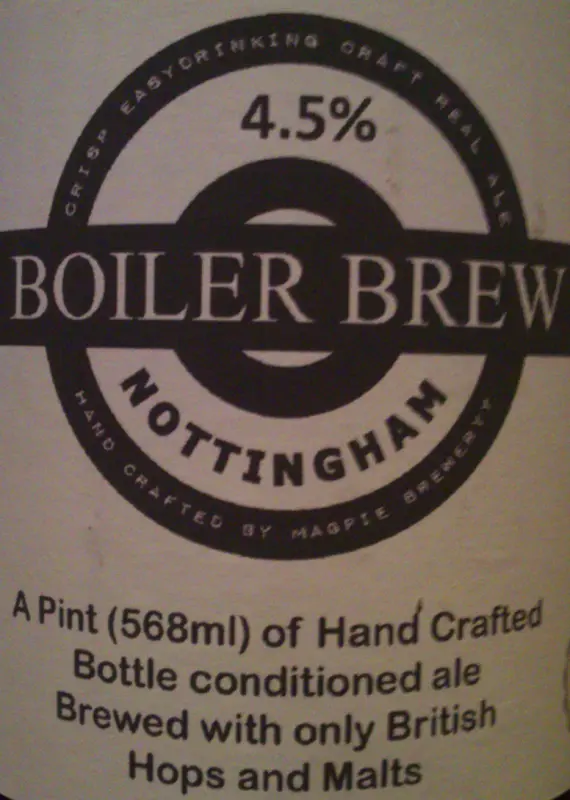 CRISP EASYDRINKING CRAFT REAL ALE
4.5%
BOILER BREW
NOTTINGHAM
HAND CRAFTED BY MAGPIE BREWERYY
A Pint (568ml) of Hand Crafted
Bottle conditioned ale
Brewed with only British
Hops and Malts